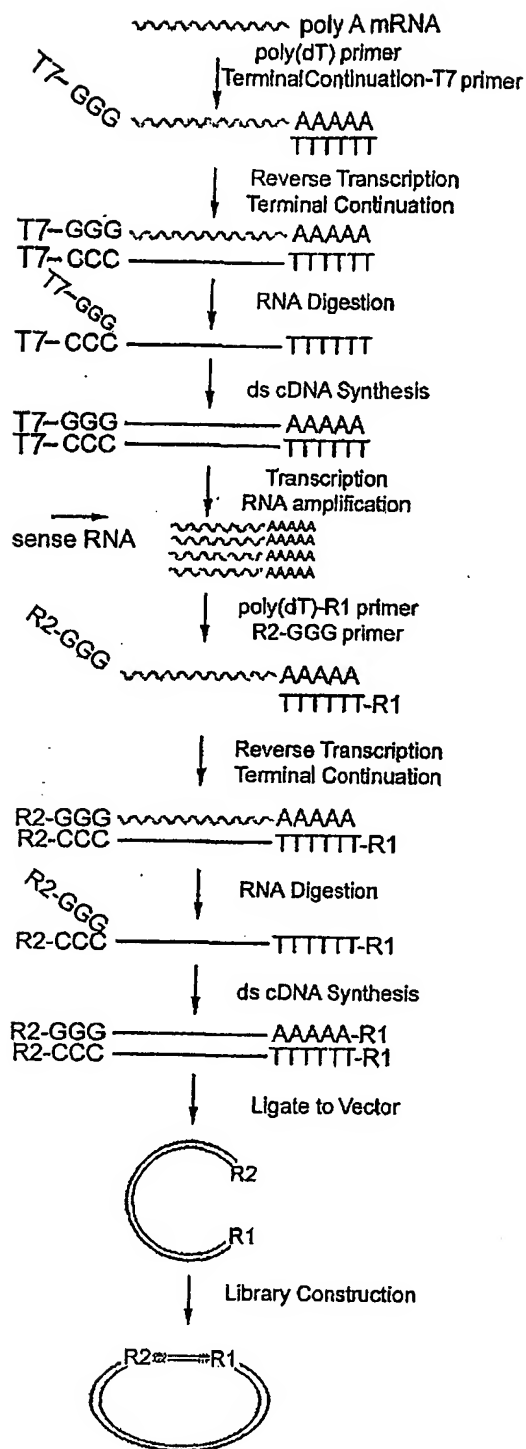 poly A mRNA
poly(dT) primer
TerminalContinuation-T7 primer
T7-GGG
AAAAA
TTTTTT
Reverse Transcription
Terminal Continuation
T7-GGG AAAAA
T7-CCC TTTTTT
T7-GGG
RNA Digestion
T7-CCC TTTTTT
ds cDNA Synthesis
T7-GGG AAAAA
T7-CCC TTTTTT
Transcription
RNA amplification
sense RNA
AAAAA
AAAAA
AAAAA
AAAAA
poly(dT)-R1 primer
R2-GGG primer
R2-GGG
AAAAA
TTTTTT-R1
Reverse Transcription
Terminal Continuation
R2-GGG AAAAA
R2-CCC TTTTTT-R1
R2-GGG
RNA Digestion
R2-CCC TTTTTT-R1
ds cDNA Synthesis
R2-GGG AAAAA-R1
R2-CCC TTTTTT-R1
Ligate to Vector
R2
R1
Library Construction
R2 R1